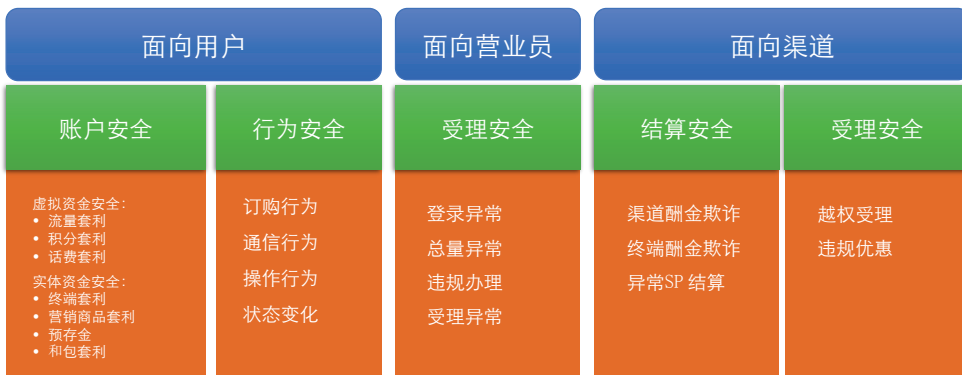 面向用户
面向营业员
面向渠道
账户安全
行为安全
受理安全
结算安全
受理安全
虚拟资金安全:
• 流量套利
• 积分套利
• 话费套利
实体资金安全:
• 终端套利
• 营销商品套利
• 预存金
• 和包套利
订购行为
通信行为
操作行为
状态变化
登录异常
总量异常
违规办理
受理异常
渠道酬金欺诈
终端酬金欺诈
异常SP 结算
越权受理
违规优惠